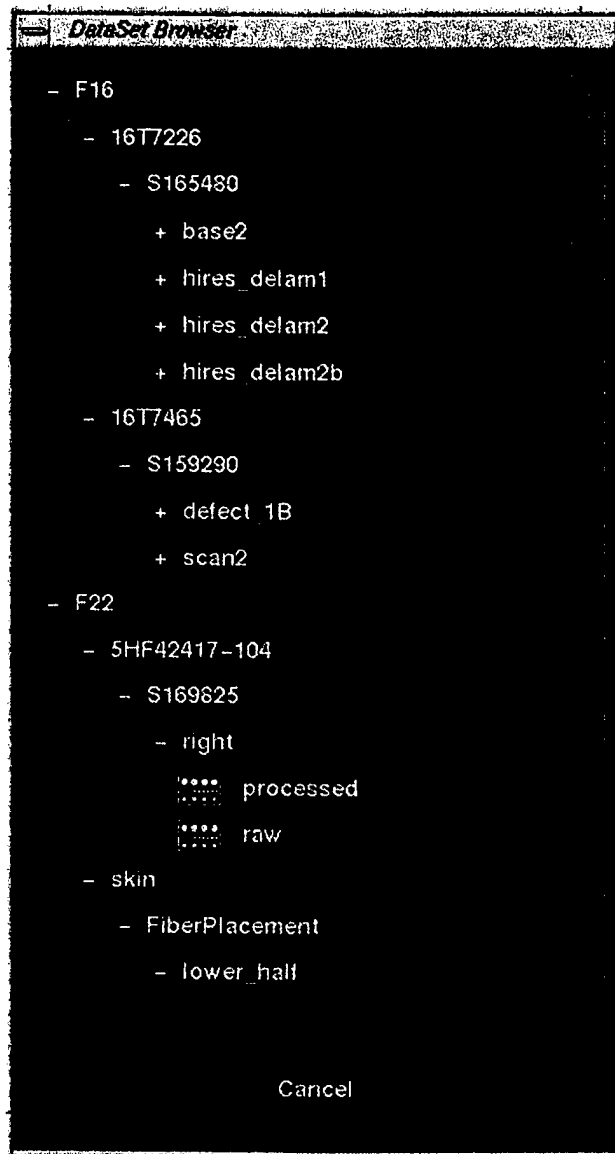 DataSet Browser
- F16
- 16T7226
- S165480
+ base2
+ hires_delam1
+ hires_delam2
+ hires_delam2b
- 16T7465
- S159290
+ defect_1B
+ scan2
- F22
- 5HF42417-104
- S169825
- right
processed
raw
- skin
- FiberPlacement
- lower_half
Cancel